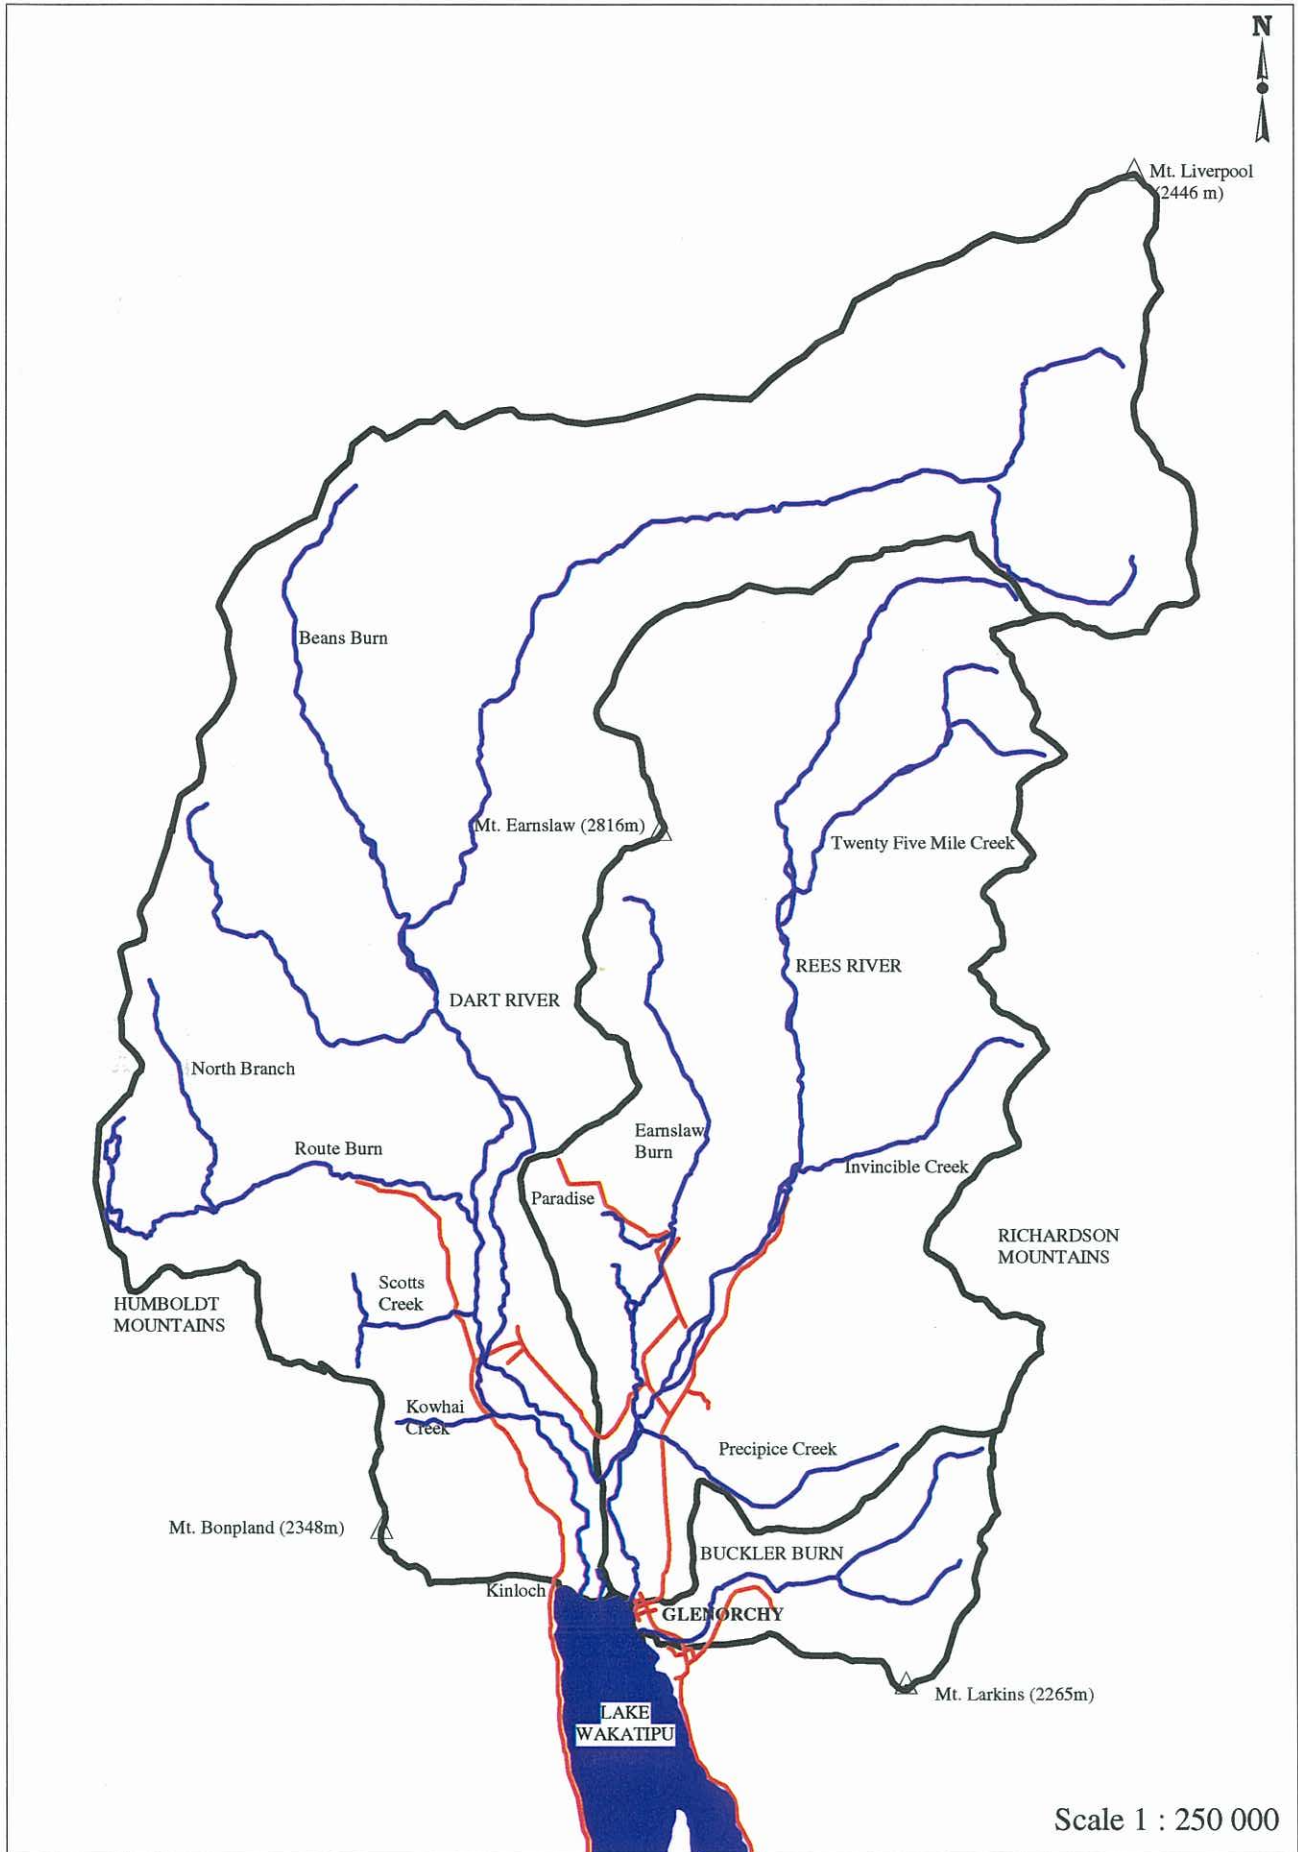 N
Mt. Liverpool
(2446 m)
Beans Burn
Mt. Earnslaw (2816m)
Twenty Five Mile Creek
REES RIVER
DART RIVER
North Branch
Earnslaw
Burn
Route Burn
Invincible Creek
Paradise
RICHARDSON
MOUNTAINS
Scotts
Creek
HUMBOLDT
MOUNTAINS
Kowhai
Creek
Precipice Creek
Mt. Bonpland (2348m)
BUCKLER BURN
Kinloch
GLENORCHY
Mt. Larkins (2265m)
LAKE
WAKATIPU
Scale 1 : 250 000